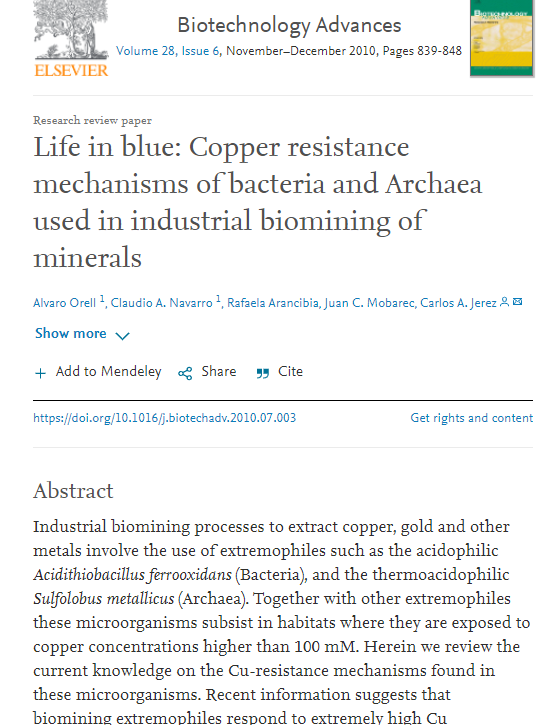 Biotechnology Advances
Volume 28, Issue 6, November–December 2010, Pages 839-848
ELSEVIER
BIOTECHNOLOGY
Research review paper
Life in blue: Copper resistance
mechanisms of bacteria and Archaea
used in industrial biomining of
minerals
Alvaro Orell 1, Claudio A. Navarro 1, Rafaela Arancibia, Juan C. Mobarec, Carlos A. Jerez
Show more
+ Add to Mendeley Share Cite
https://doi.org/10.1016/j.biotechadv.2010.07.003 Get rights and content
Abstract
Industrial biomining processes to extract copper, gold and other
metals involve the use of extremophiles such as the acidophilic
Acidithiobacillus ferrooxidans (Bacteria), and the thermoacidophilic
Sulfolobus metallicus (Archaea). Together with other extremophiles
these microorganisms subsist in habitats where they are exposed to
copper concentrations higher than 100 mM. Herein we review the
current knowledge on the Cu-resistance mechanisms found in
these microorganisms. Recent information suggests that
biomining extremophiles respond to extremely high Cu